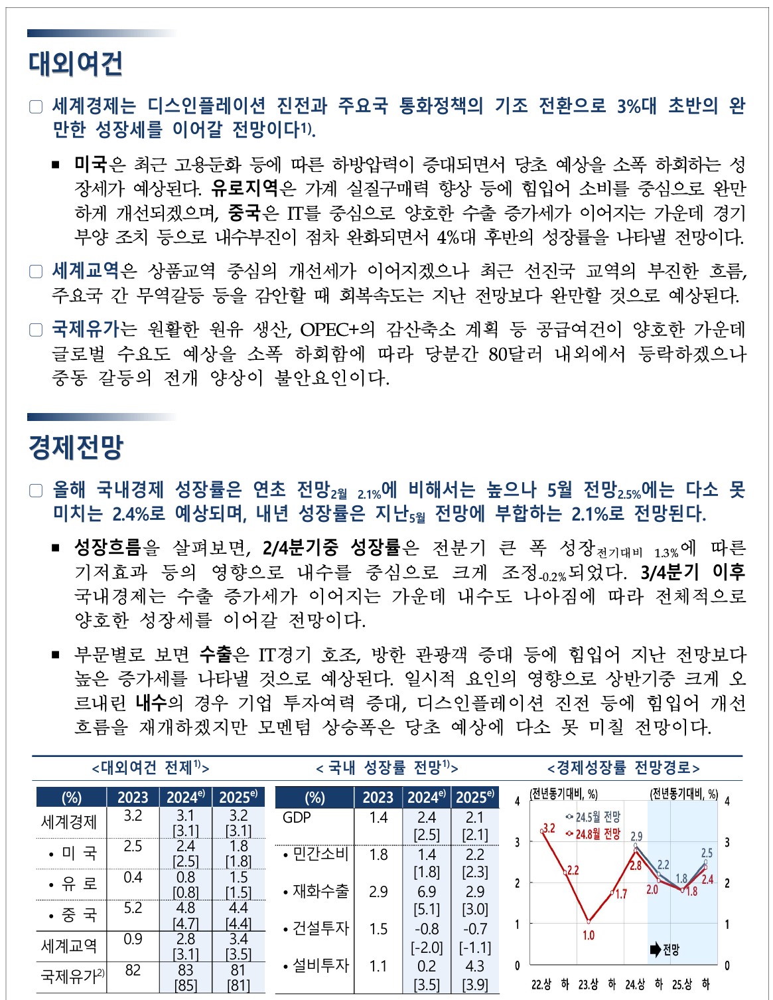 대외여건
▢ 세계경제는 디스인플레이션 진전과 주요국 통화정책의 기조 전환으로 3%대 초반의 완
만한 성장세를 이어갈 전망이다1).
■ 미국은 최근 고용둔화 등에 따른 하방압력이 증대되면서 당초 예상을 소폭 하회하는 성
장세가 예상된다. 유로지역은 가계 실질구매력 향상 등에 힘입어 소비를 중심으로 완만
하게 개선되겠으며, 중국은 IT를 중심으로 양호한 수출 증가세가 이어지는 가운데 경기
부양 조치 등으로 내수부진이 점차 완화되면서 4%대 후반의 성장률을 나타낼 전망이다.
▢ 세계교역은 상품교역 중심의 개선세가 이어지겠으나 최근 선진국 교역의 부진한 흐름,
주요국 간 무역갈등 등을 감안할 때 회복속도는 지난 전망보다 완만할 것으로 예상된다.
▢ 국제유가는 원활한 원유 생산, OPEC+의 감산축소 계획 등 공급여건이 양호한 가운데
글로벌 수요도 예상을 소폭 하회함에 따라 당분간 80달러 내외에서 등락하겠으나
중동 갈등의 전개 양상이 불안요인이다.
경제전망
▢ 올해 국내경제 성장률은 연초 전망2월 2.1%에 비해서는 높으나 5월 전망2.5%에는 다소 못
미치는 2.4%로 예상되며, 내년 성장률은 지난5월 전망에 부합하는 2.1%로 전망된다.
■ 성장흐름을 살펴보면, 2/4분기중 성장률은 전분기 큰 폭 성장전기대비 1.3%에 따른
기저효과 등의 영향으로 내수를 중심으로 크게 조정-0.2%되었다. 3/4분기 이후
국내경제는 수출 증가세가 이어지는 가운데 내수도 나아짐에 따라 전체적으로
양호한 성장세를 이어갈 전망이다.
■ 부문별로 보면 수출은 IT경기 호조, 방한 관광객 증대 등에 힘입어 지난 전망보다
높은 증가세를 나타낼 것으로 예상된다. 일시적 요인의 영향으로 상반기중 크게 오
르내린 내수의 경우 기업 투자여력 증대, 디스인플레이션 진전 등에 힘입어 개선
흐름을 재개하겠지만 모멘텀 상승폭은 당초 예상에 다소 못 미칠 전망이다.
<대외여건 전제1)>
(%) 2023 2024e) 2025e)
세계경제 3.2 3.1 3.2
[3.1] [3.1]
• 미 국 2.5 2.4 1.8
[2.5] [1.8]
• 유 로 0.4 0.8 1.5
[0.8] [1.5]
• 중 국 5.2 4.8 4.4
[4.7] [4.4]
세계교역 0.9 2.8 3.4
[3.1] [3.5]
국제유가2) 82 83 81
[85] [81]
<국내 성장률 전망1)>
(%) 2023 2024e) 2025e)
GDP 1.4 2.4 2.1
[2.5] [2.1]
• 민간소비 1.8 1.4 2.2
[1.8] [2.3]
• 재화수출 2.9 6.9 2.9
[5.1] [3.0]
• 건설투자 1.5 -0.8 -0.7
[-2.0] [-1.1]
• 설비투자 1.1 0.2 4.3
[3.5] [3.9]
<경제성장률 전망경로>
(전년동기대비, %) (전년동기대비, %)
4 4
24.5월 전망
24.8월 전망
3.2 2.9
3 3
2.5
2.8 2.2
2.2 1.8 2.4
2 2
1.7 2.0 1.8
1 1
1.0
전망
0 0
22.상 하 23.상 하 24.상 하 25.상 하